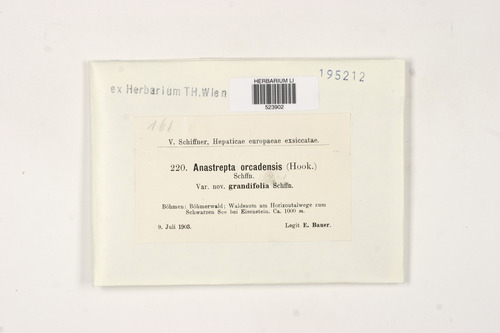 195212
HERBARIUM LI
523902
ex Herbarium TH.Wien
161
V. Schiffner, Hepaticae europaeae exsiccatae.
220. Anastrepta orcadensis (Hook.)
Schffn.
Var. nov. grandifolia Schffn.
Böhmen: Böhmerwald; Waldsaum am Horizontalwege zum
Schwarzen See bei Eisenstein. Ca. 1000 m.
9. Juli 1903.
Legit E. Bauer.